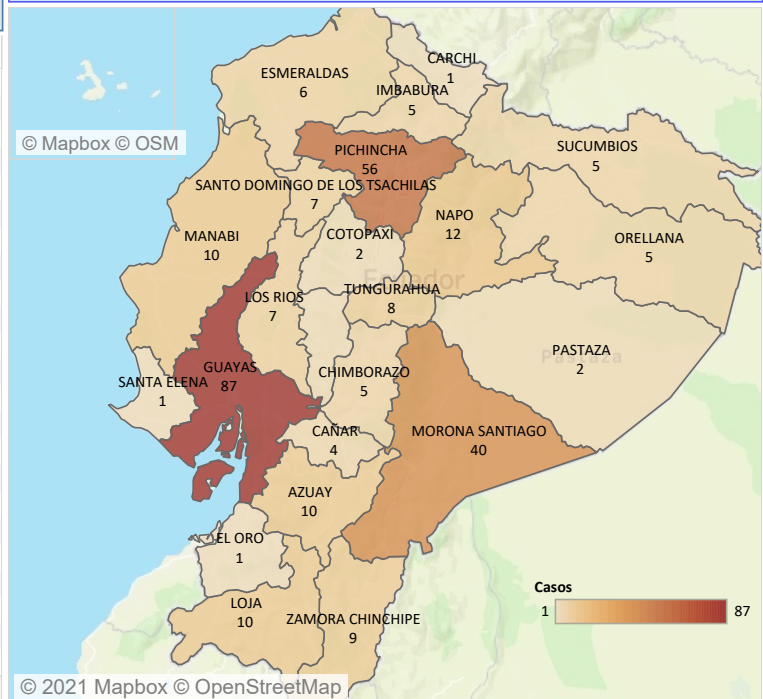 CARCHI
1
ESMERALDAS
6
IMBABURA
5
© Mapbox © OSM
PICHINCHA
56
SUCUMBIOS
5
SANTO DOMINGO DE LOS TSACHILAS
7
NAPO
12
MANABI
10
COTOPAXI
2
ORELLANA
5
Ecuador
TUNGURAHUA
8
LOS RIOS
7
PASTAZA
2
Pastaza
GUAYAS
87
CHIMBORAZO
5
SANTA ELENA
1
CAÑAR
4
MORONA SANTIAGO
40
AZUAY
10
EL ORO
1
Casos
1 87
LOJA
10
ZAMORA CHINCHIPE
9
© 2021 Mapbox © OpenStreetMap